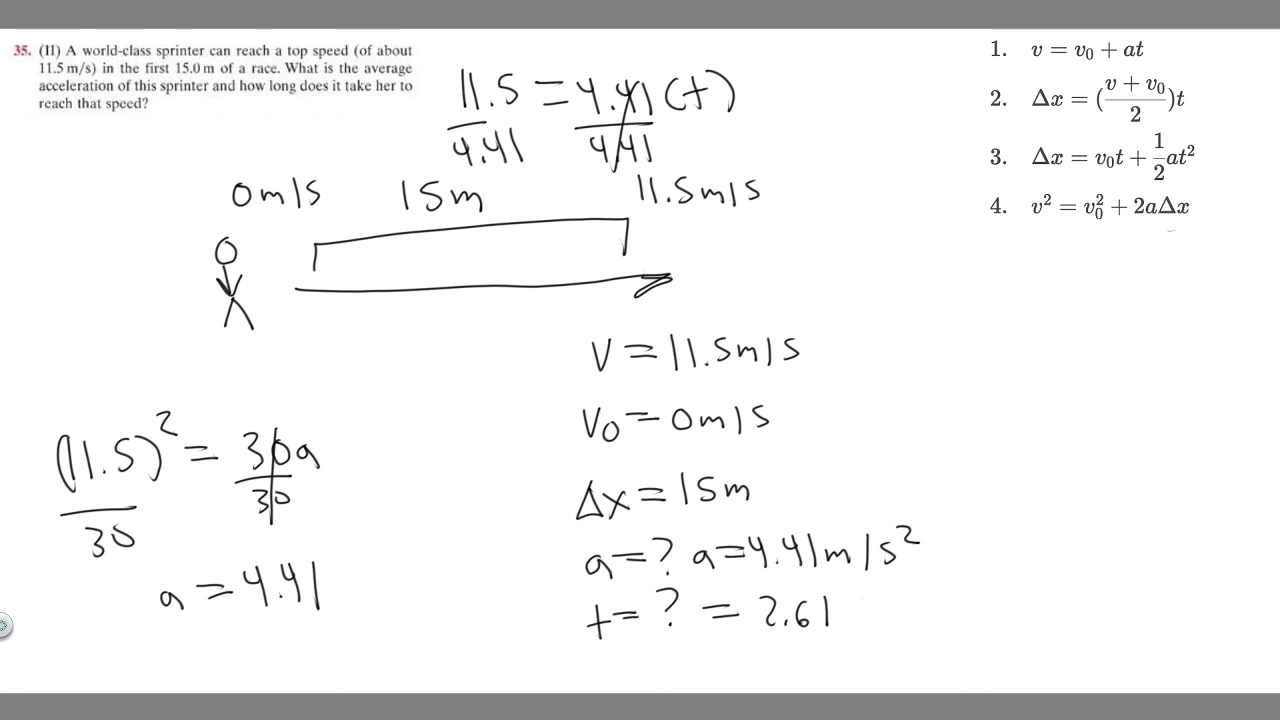 35. (II) A world-class sprinter can reach a top speed (of about
11.5 m/s) in the first 15.0 m of a race. What is the average
acceleration of this sprinter and how long does it take her to
reach that speed?
1. v = v₀ + at
2. Δx = ((v + v₀)/2)t
3. Δx = v₀t + 1/2 at²
4. v² = v₀² + 2aΔx
11.5 = 4.41(t)
4.41 4.41
0m/s 15m 11.5m/s
V = 11.5m/s
V₀ = 0m/s
Δx = 15m
a = ? a = 4.41m/s²
t = ? = 2.61
(11.5)² = 30a
30 30
a = 4.41